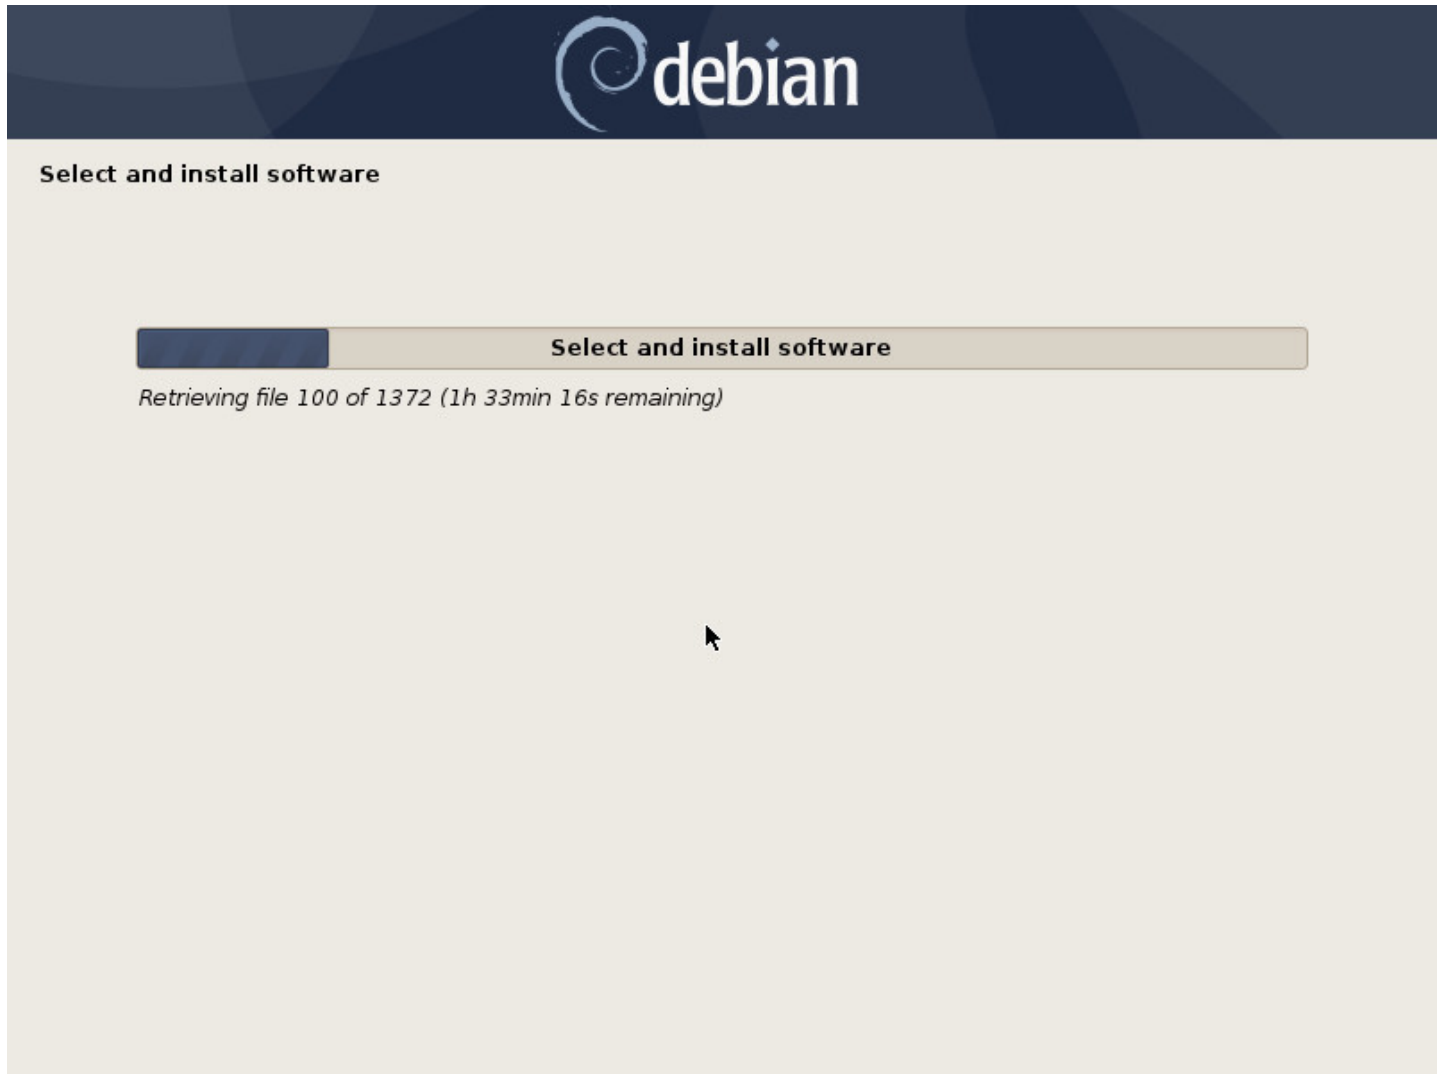 debian
Select and install software
Select and install software
Retrieving file 100 of 1372 (1h 33min 16s remaining)